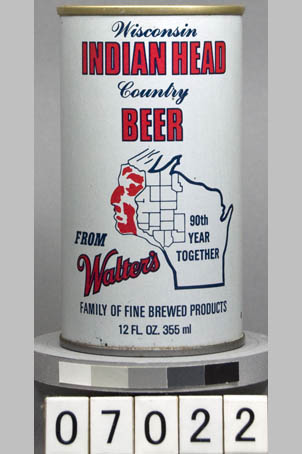 Wisconsin
INDIAN HEAD
Country
BEER
90th
FROM YEAR
Walter's TOGETHER
FAMILY OF FINE BREWED PRODUCTS
12 FL. OZ. 355 ml
07022